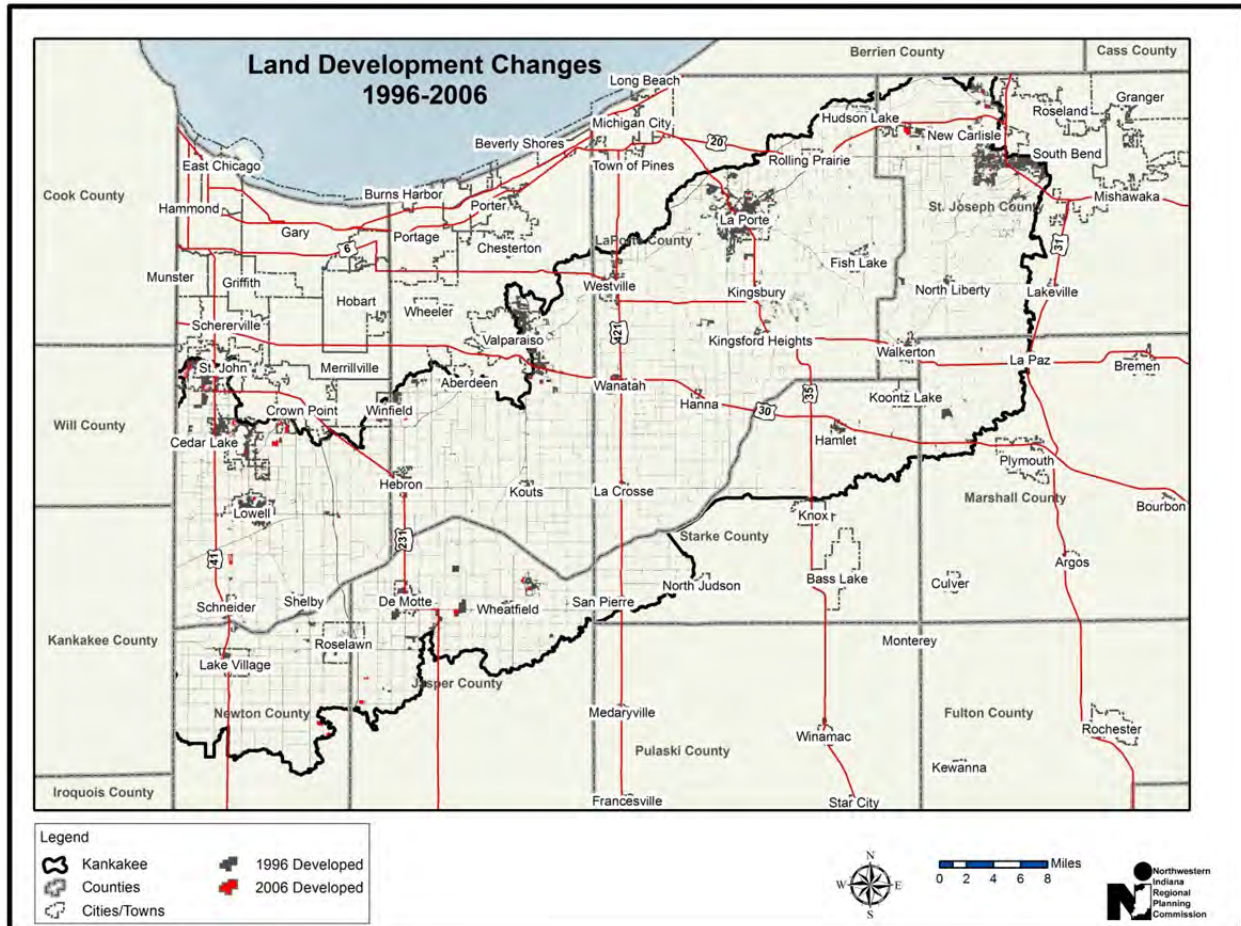 Land Development Changes
1996-2006
Berrien County
Cass County
Long Beach
Michigan City
Hudson Lake
Roseland
Granger
New Carlisle
Beverly Shores
20
Rolling Prairie
South Bend
East Chicago
Town of Pines
Cook County
Burns Harbor
Mishawaka
Hammond
Porter
La Porte
St. Joseph County
Gary
Portage
6
Chesterton
LaPorte County
31
Fish Lake
Munster
Griffith
Westville
Kingsbury
North Liberty
Lakeville
Hobart
Wheeler
Schererville
421
Valparaiso
Kingsford Heights
Walkerton
La Paz
Bremen
St. John
Merrillville
Aberdeen
Wanatah
35
Koontz Lake
Hanna
Crown Point
Winfield
30
Will County
Cedar Lake
Hamlet
Plymouth
Hebron
Kouts
La Crosse
Marshall County
Bourbon
Lowell
Knox
Starke County
231
41
Argos
Bass Lake
Culver
North Judson
Schneider
Shelby
De Motte
Wheatfield
San Pierre
Kankakee County
Monterey
Roselawn
Lake Village
Jasper County
Newton County
Medaryville
Fulton County
Rochester
Winamac
Pulaski County
Kewanna
Iroquois County
Francesville
Star City
Legend
Kankakee
1996 Developed
Counties
2006 Developed
Cities/Towns
N
W
E
S
Miles
0 2 4 6 8
Northwestern
Indiana
Regional
Planning
Commission